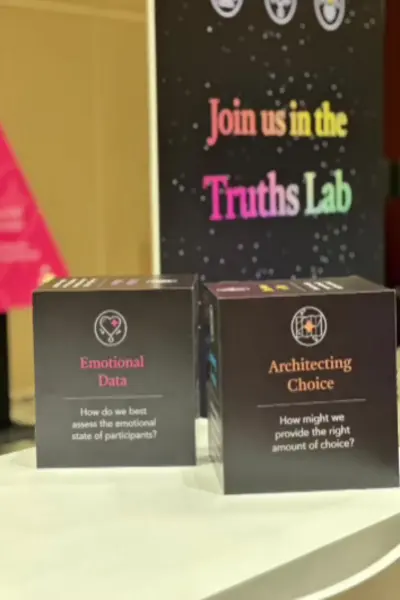 Join us in the
Truths Lab
Emotional
Data
How do we best
assess the emotional
state of participants?
Architecting
Choice
How might we
provide the right
amount of choice?